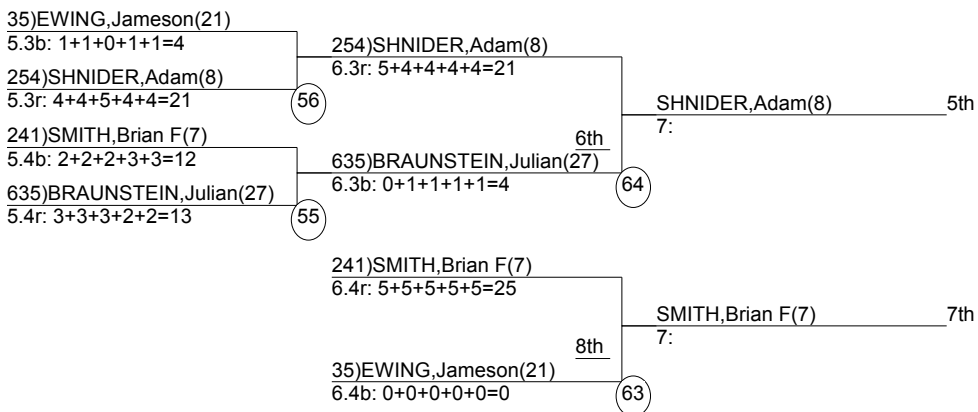 35)EWING,Jameson(21)
5.3b: 1+1+0+1+1=4
254)SHNIDER,Adam(8)
5.3r: 4+4+5+4+4=21
56
241)SMITH,Brian F(7)
5.4b: 2+2+2+3+3=12
635)BRAUNSTEIN,Julian(27)
5.4r: 3+3+3+2+2=13
55
254)SHNIDER,Adam(8)
6.3r: 5+4+4+4+4=21
6th
635)BRAUNSTEIN,Julian(27)
6.3b: 0+1+1+1+1=4
64
SHNIDER,Adam(8) 5th
7:
241)SMITH,Brian F(7)
6.4r: 5+5+5+5+5=25
8th
35)EWING,Jameson(21)
6.4b: 0+0+0+0+0=0
63
SMITH,Brian F(7) 7th
7: